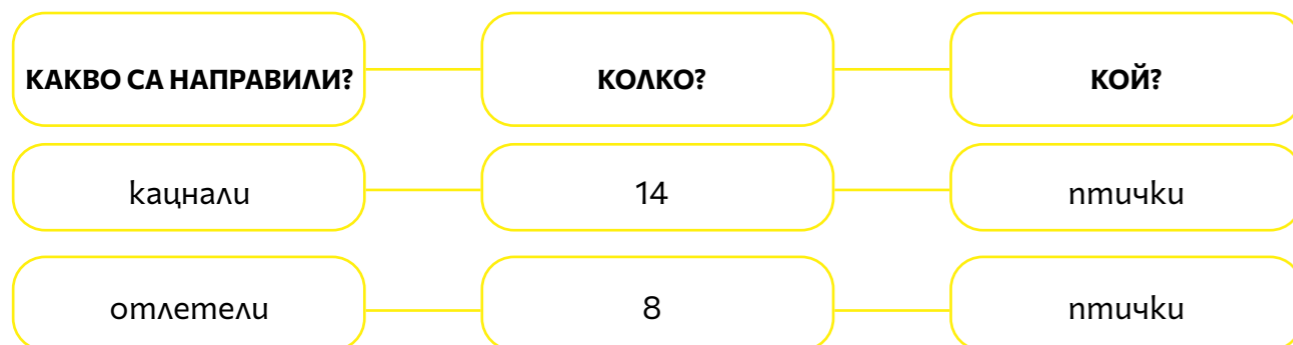 КАКВО СА НАПРАВИЛИ? КОЛКО? КОЙ?
кацнали 14 птички
отлетели 8 птички